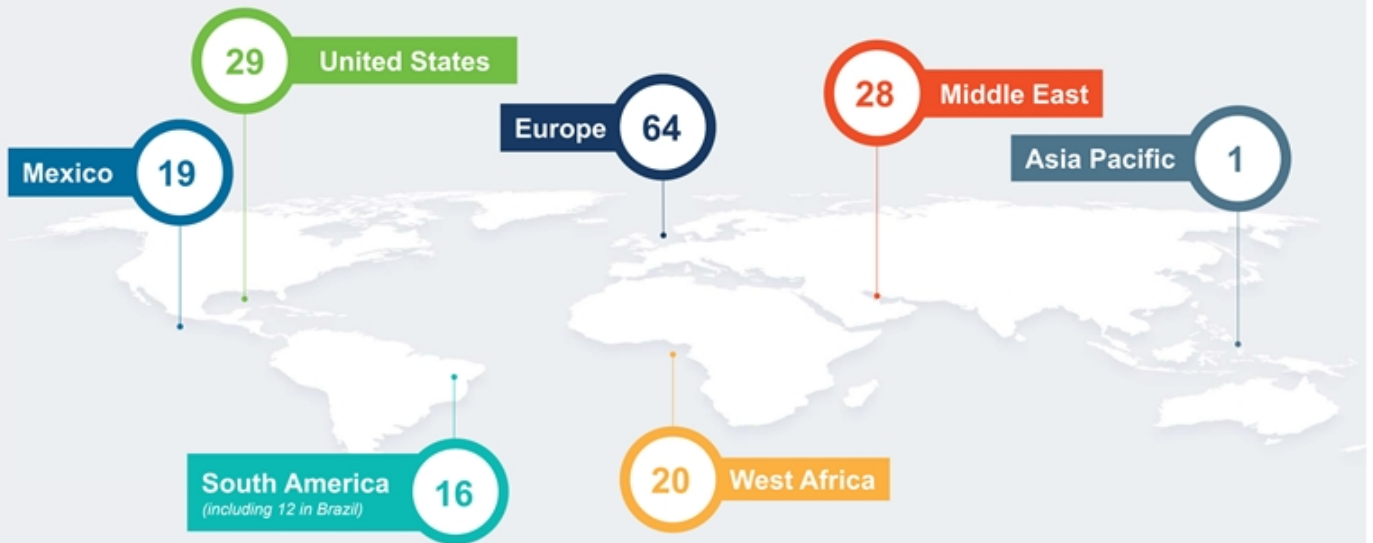 29 United States
Mexico 19
Europe 64
28 Middle East
Asia Pacific 1
South America
(including 12 in Brazil)
16
20 West Africa